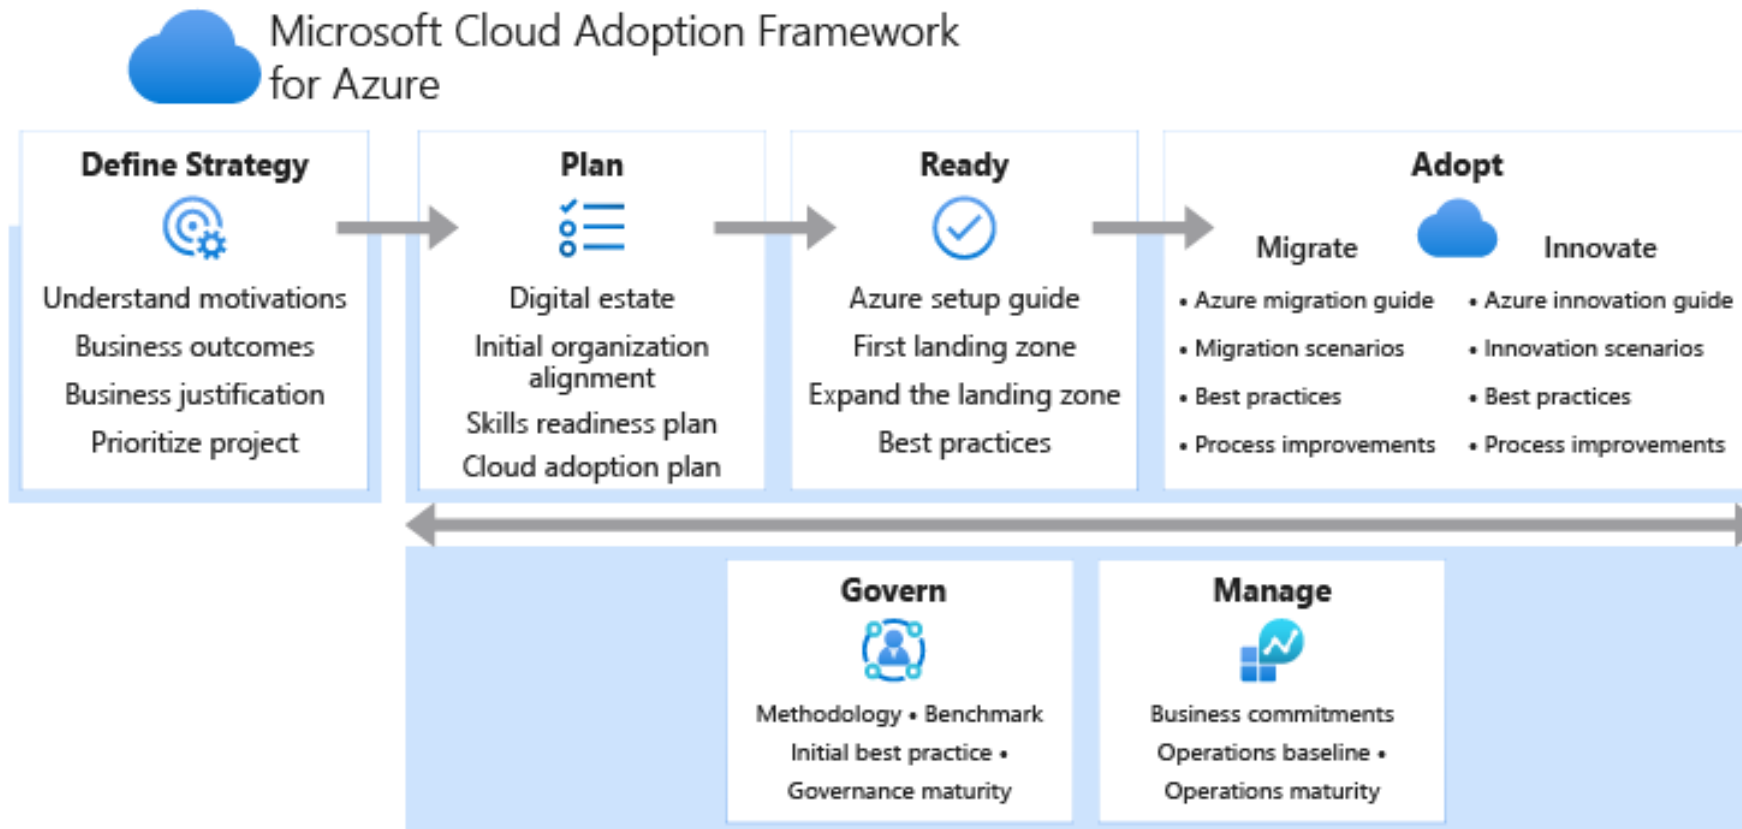 Microsoft Cloud Adoption Framework
for Azure
Define Strategy
Understand motivations
Business outcomes
Business justification
Prioritize project
Plan
Digital estate
Initial organization
alignment
Skills readiness plan
Cloud adoption plan
Ready
Azure setup guide
First landing zone
Expand the landing zone
Best practices
Adopt
Migrate
• Azure migration guide
• Migration scenarios
• Best practices
• Process improvements
Innovate
• Azure innovation guide
• Innovation scenarios
• Best practices
• Process improvements
Govern
Methodology • Benchmark
Initial best practice •
Governance maturity
Manage
Business commitments
Operations baseline •
Operations maturity